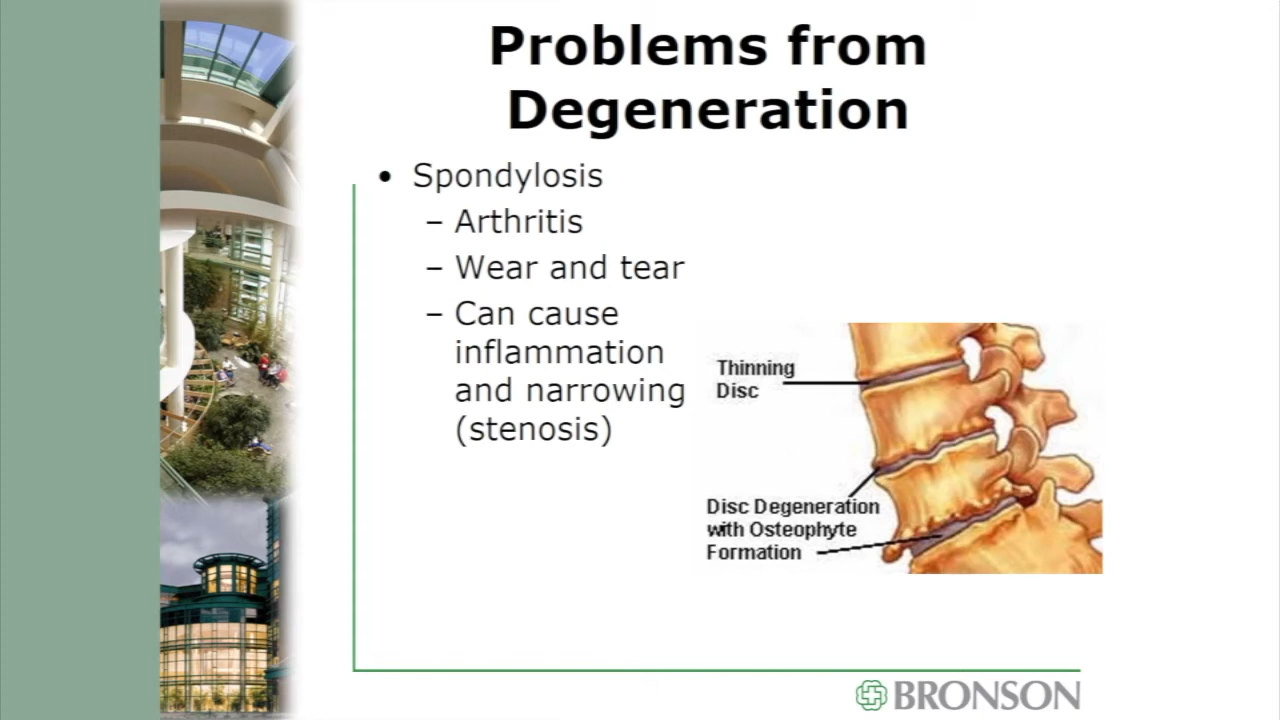 Problems from
Degeneration
• Spondylosis
– Arthritis
– Wear and tear
– Can cause
inflammation
and narrowing
(stenosis)
Thinning
Disc
Disc Degeneration
with Osteophyte
Formation
BRONSON